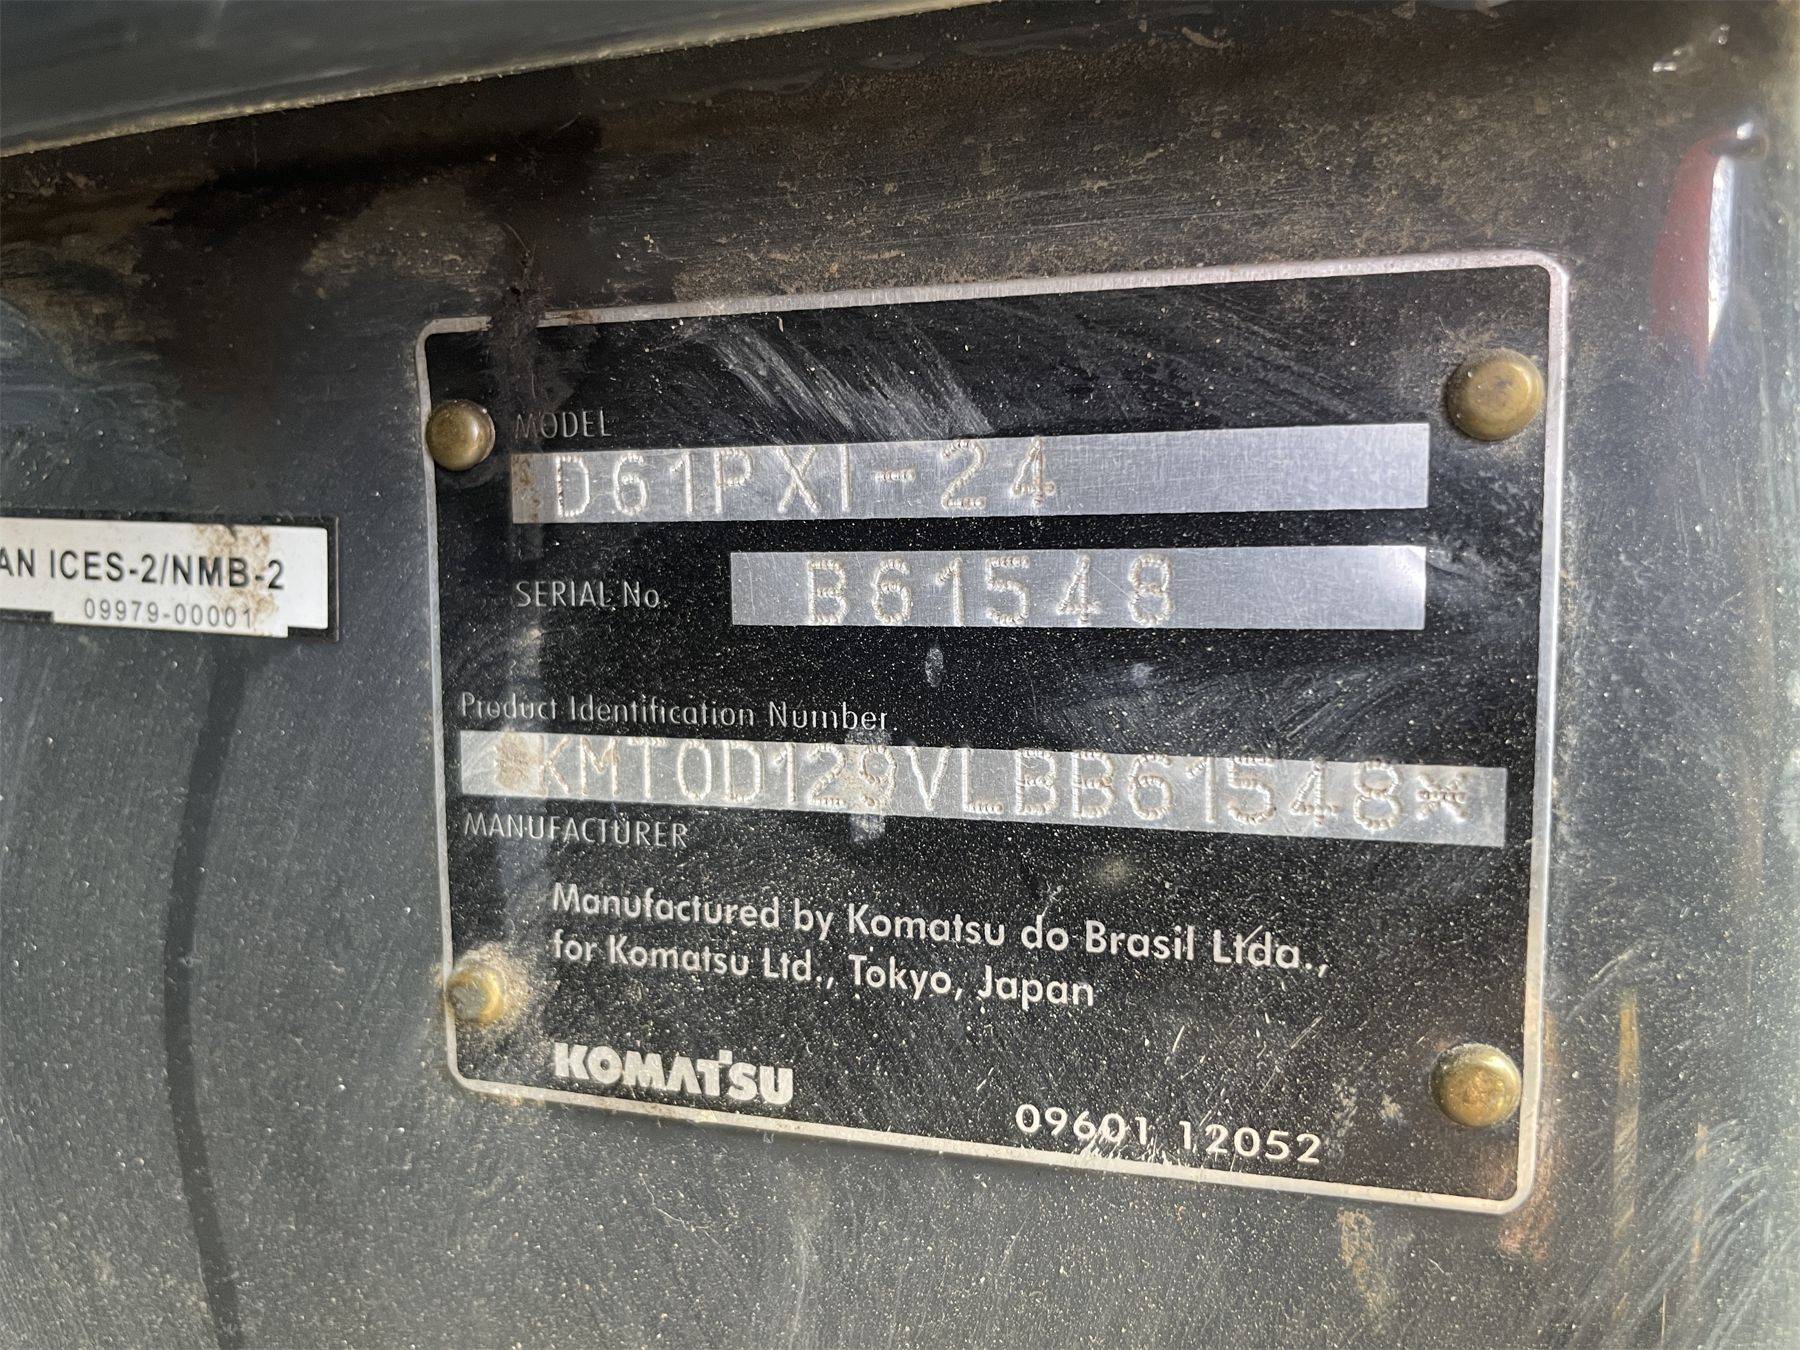 MODEL
D61PXI-24
SERIAL No.
B61548
Product Identification Number
*KMT0D129VLBB61548*
MANUFACTURER
Manufactured by Komatsu do Brasil Ltda.,
for Komatsu Ltd., Tokyo, Japan
KOMATSU
09601 12052
AN ICES-2/NMB-2
09979-00001